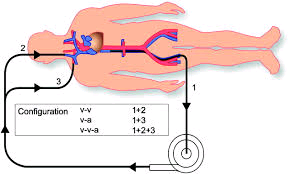 2
3
1
Configuration v-v 1+2
v-a 1+3
v-v-a 1+2+3